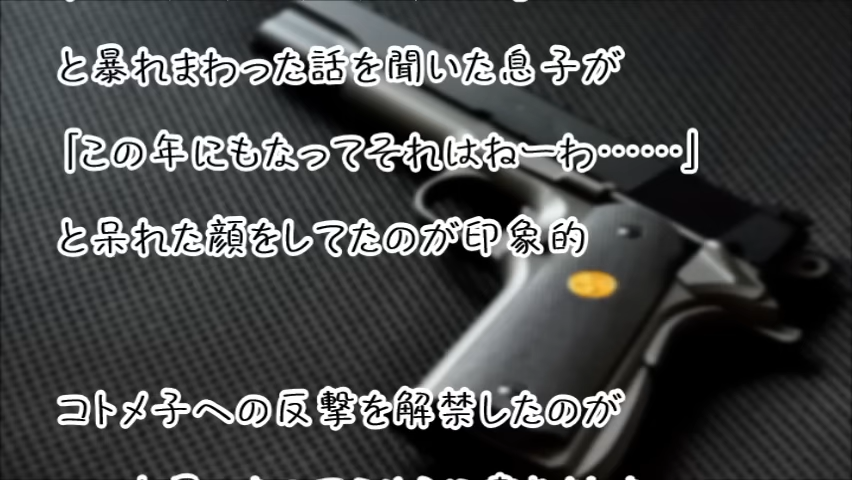 と暴れまわった話を聞いた息子が
「この年にもなってそれはねーわ……」
と呆れた顔をしてたのが印象的
コトメ子への反撃を解禁したのが